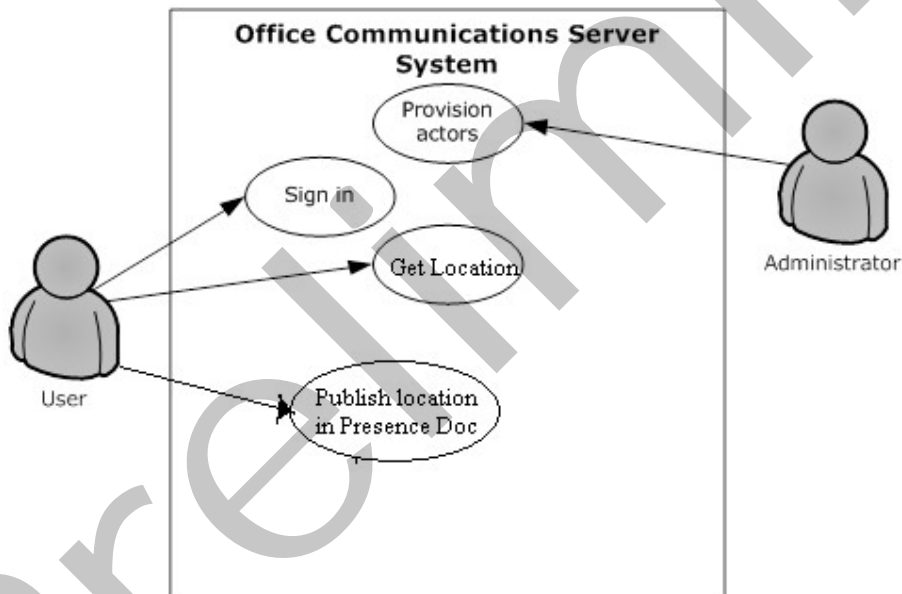 Office Communications Server
System
Provision
actors
Sign in
Get Location
Administrator
User
Publish location
in Presence Doc